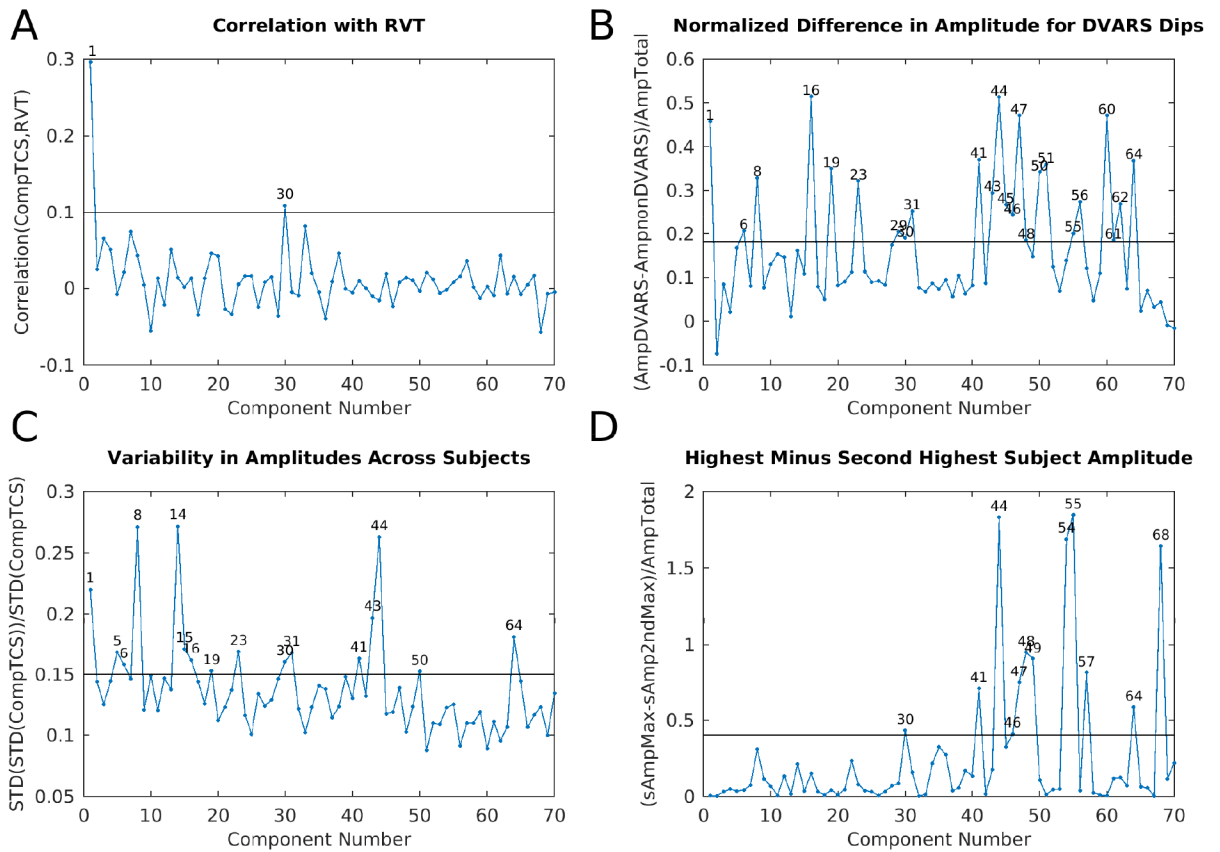 A
Correlation with RVT
Correlation(CompTCS,RVT)
0.3
0.2
0.1
0
-0.1
1
30
0 10 20 30 40 50 60 70
Component Number
B
Normalized Difference in Amplitude for DVARS Dips
(AmpDVARS-AmpnonDVARS)/AmpTotal
0.6
0.5
0.4
0.3
0.2
0.1
0
-0.1
1 6 8 16 19 23 29 30 31 41 43 44 45 46 47 48 50 51 55 56 60 61 62 64
0 10 20 30 40 50 60 70
Component Number
C
Variability in Amplitudes Across Subjects
STD(STD(CompTCS))/STD(CompTCS)
0.3
0.25
0.2
0.15
0.1
0.05
1 5 6 8 14 15 16 19 23 30 31 41 43 44 50 64
0 10 20 30 40 50 60 70
Component Number
D
Highest Minus Second Highest Subject Amplitude
(sAmpMax-sAmp2ndMax)/AmpTotal
2
1.5
1
0.5
0
30 41 44 46 47 48 49 54 55 57 64 68
0 10 20 30 40 50 60 70
Component Number